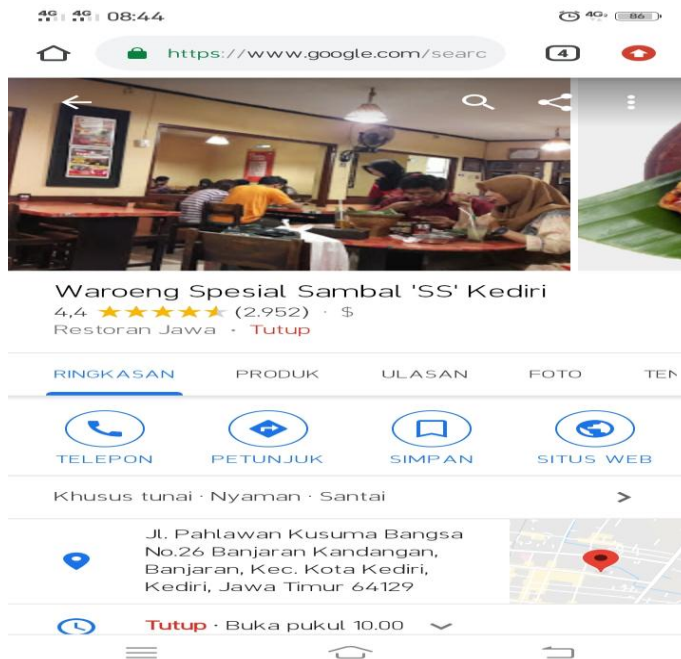 4G 4G 08:44
4G 86
https://www.google.com/searc
4
Waroeng Spesial Sambal 'SS' Kediri
4,4 (2.952) · $
Restoran Jawa · Tutup
RINGKASAN PRODUK ULASAN FOTO TEN
TELEPON PETUNJUK SIMPAN SITUS WEB
Khusus tunai · Nyaman · Santai
Jl. Pahlawan Kusuma Bangsa
No.26 Banjaran Kandangan,
Banjaran, Kec. Kota Kediri,
Kediri, Jawa Timur 64129
Tutup · Buka pukul 10.00